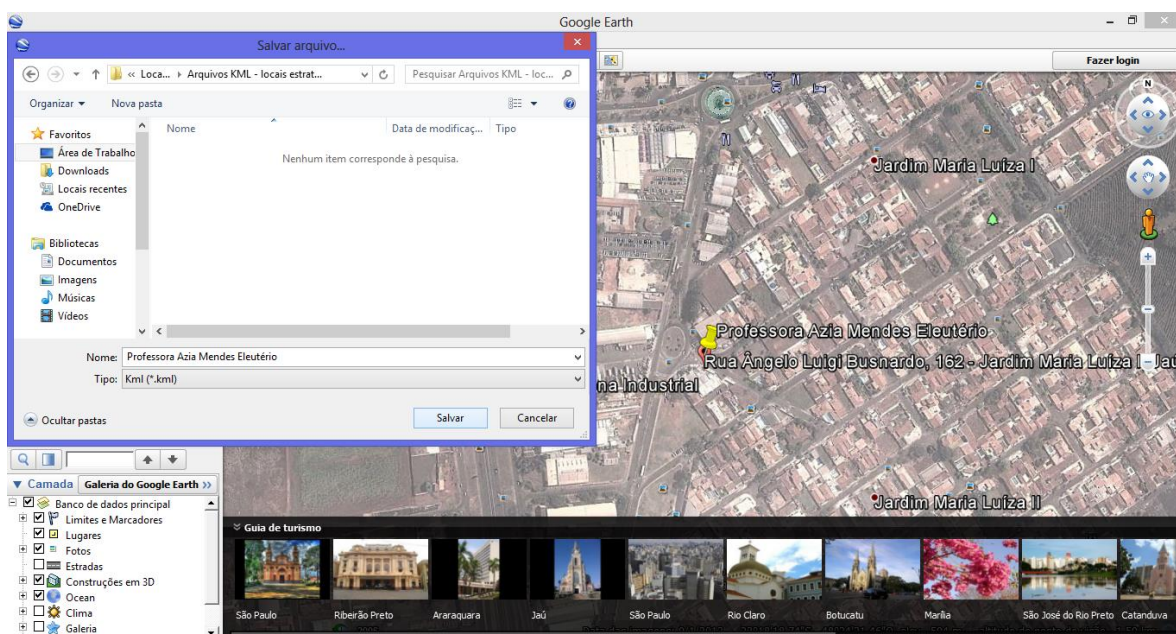 Google Earth
Salvar arquivo...
« Loca... Arquivos KML - locais estrat...
Pesquisar Arquivos KML - loc...
Fazer login
Organizar
Nova pasta
N
Favoritos
Área de Trabalho
Downloads
Locais recentes
OneDrive
Bibliotecas
Documentos
Imagens
Músicas
Vídeos
Nome
Data de modificaç...
Tipo
Nenhum item corresponde à pesquisa.
Nome: Professora Azia Mendes Eleutério
Tipo: Kml (*.kml)
Ocultar pastas
Salvar
Cancelar
Jardim Maria Luíza I
Professora Azia Mendes Eleutério
Rua Ângelo Luigi Busnardo, 162 - Jardim Maria Luíza I - Jaú
na Industrial
Jardim Maria Luíza II
Camada
Galeria do Google Earth »
Banco de dados principal
Limites e Marcadores
Lugares
Fotos
Estradas
Construções em 3D
Ocean
Clima
Galeria
Guia de turismo
São Paulo
Ribeirão Preto
Araraquara
Jaú
São Paulo
Rio Claro
Botucatu
Marília
São José do Rio Preto
Catanduva